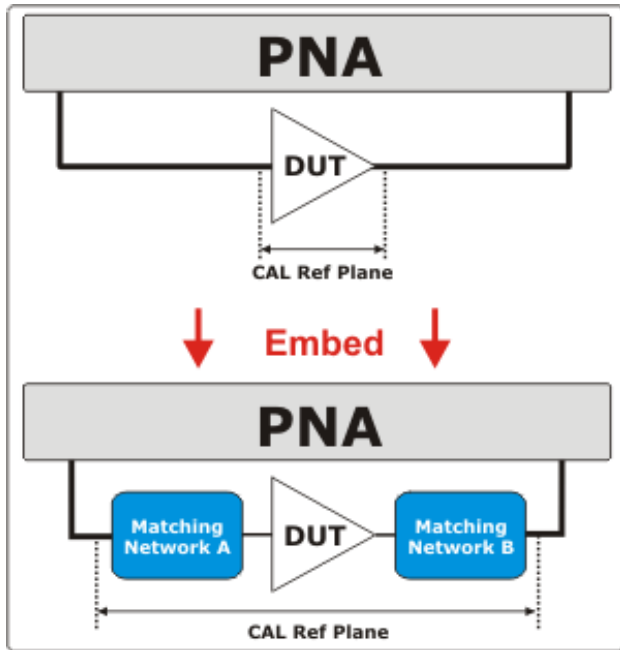 PNA
DUT
CAL Ref Plane
Embed
PNA
Matching
Network A
DUT
Matching
Network B
CAL Ref Plane